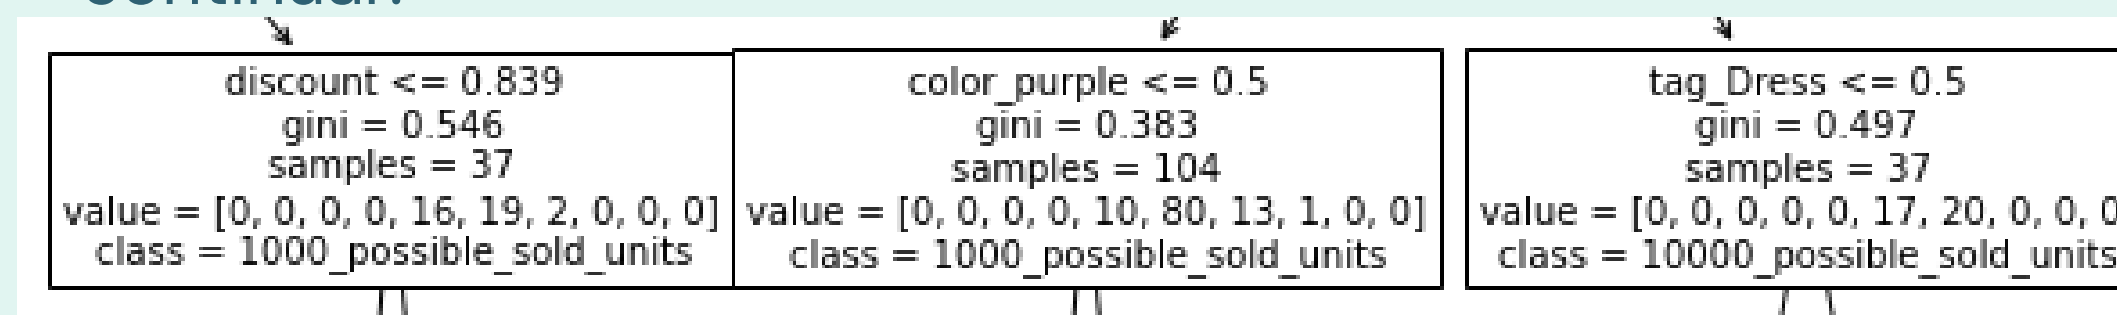 continuar.
discount <= 0.839
gini = 0.546
samples = 37
value = [0, 0, 0, 0, 16, 19, 2, 0, 0, 0]
class = 1000_possible_sold_units
color_purple <= 0.5
gini = 0.383
samples = 104
value = [0, 0, 0, 0, 10, 80, 13, 1, 0, 0]
class = 1000_possible_sold_units
tag_Dress <= 0.5
gini = 0.497
samples = 37
value = [0, 0, 0, 0, 0, 17, 20, 0, 0, 0
class = 10000_possible_sold_units